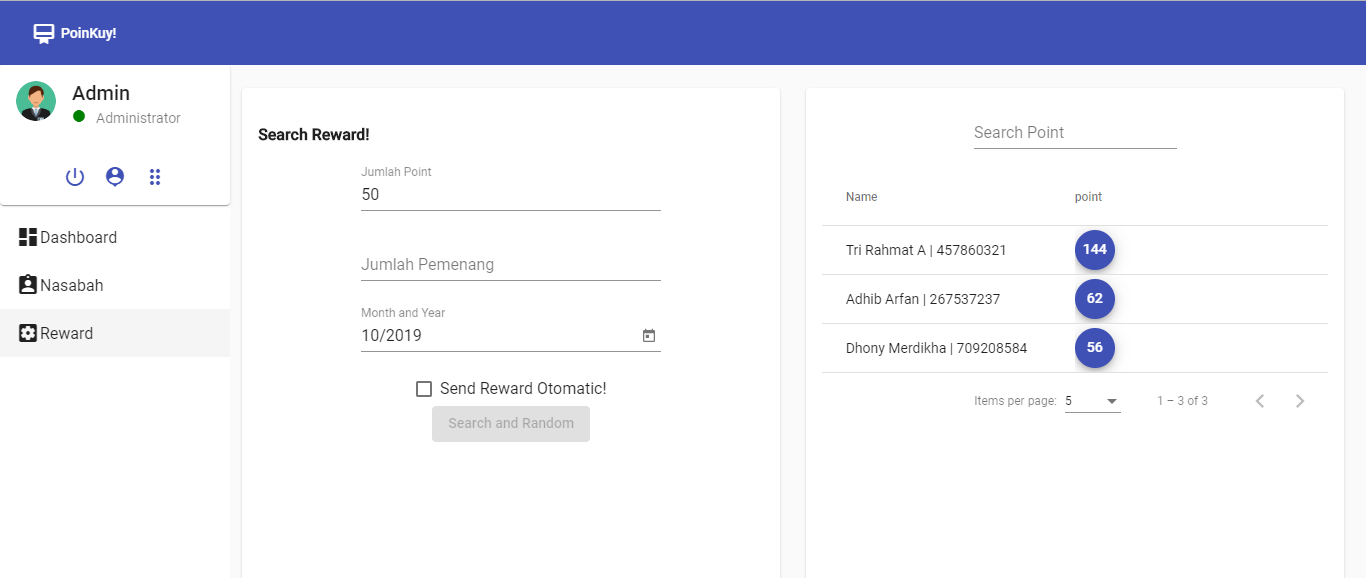 PoinKuy!
Admin
Administrator
Dashboard
Nasabah
Reward
Search Reward!
Jumlah Point
50
Jumlah Pemenang
Month and Year
10/2019
Send Reward Otomatic!
Search and Random
Search Point
Name point
Tri Rahmat A | 457860321 144
Adhib Arfan | 267537237 62
Dhony Merdikha | 709208584 56
Items per page: 5 1 – 3 of 3